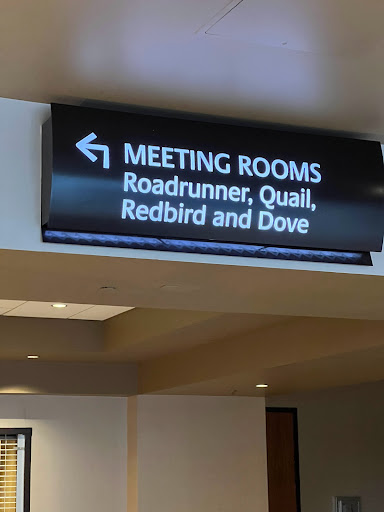 MEETING ROOMS
Roadrunner, Quail,
Redbird and Dove